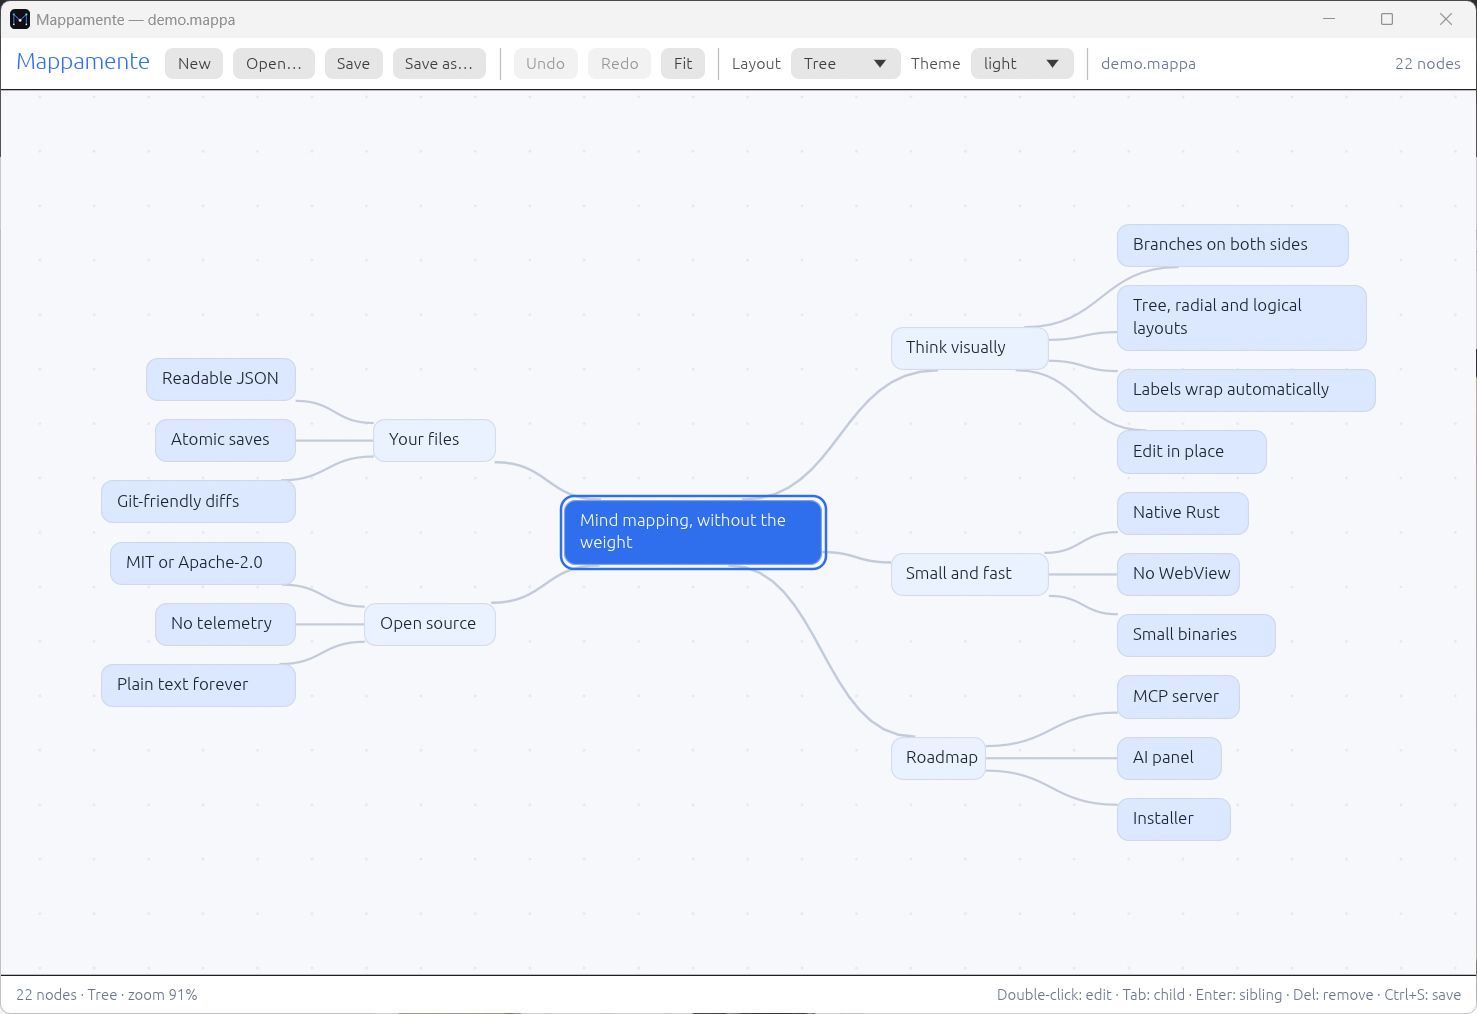 Mappamente — demo.mappa
Mappamente New Open... Save Save as... Undo Redo Fit Layout Tree Theme light demo.mappa 22 nodes
Readable JSON
Atomic saves
Git-friendly diffs
Your files
MIT or Apache-2.0
No telemetry
Plain text forever
Open source
Mind mapping, without the
weight
Think visually
Branches on both sides
Tree, radial and logical
layouts
Labels wrap automatically
Edit in place
Small and fast
Native Rust
No WebView
Small binaries
Roadmap
MCP server
AI panel
Installer
22 nodes · Tree · zoom 91%
Double-click: edit · Tab: child · Enter: sibling · Del: remove · Ctrl+S: save